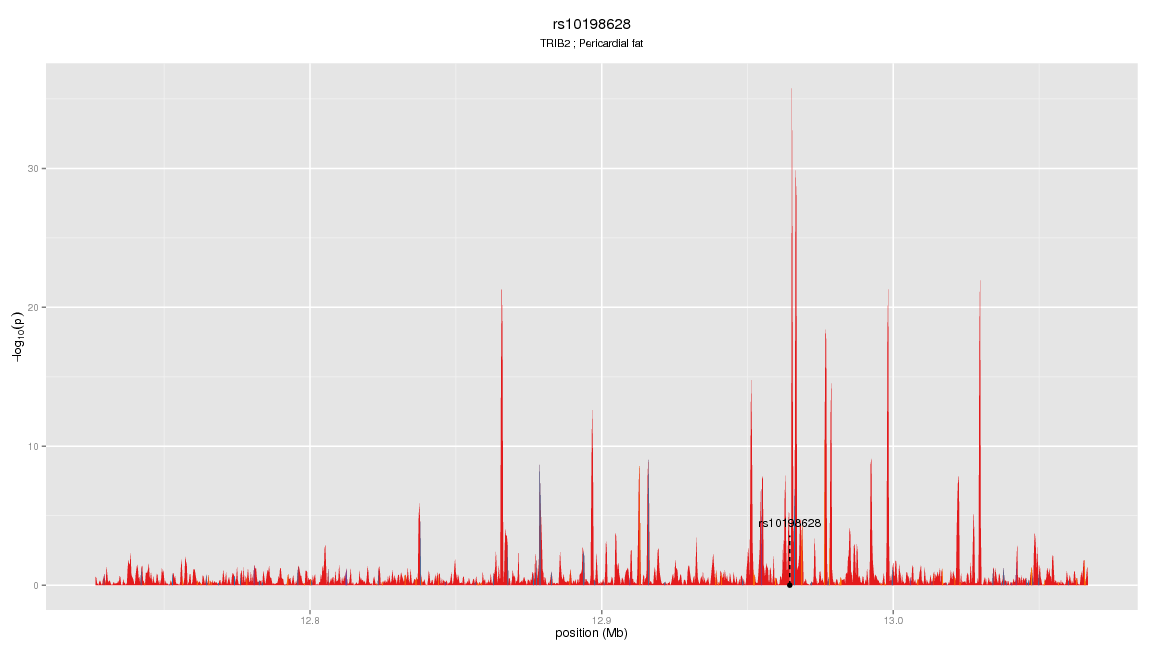 rs10198628
TRIB2 ; Pericardial fat
−log10(p)
30
20
10
0
rs10198628
12.8
12.9
13.0
position (Mb)